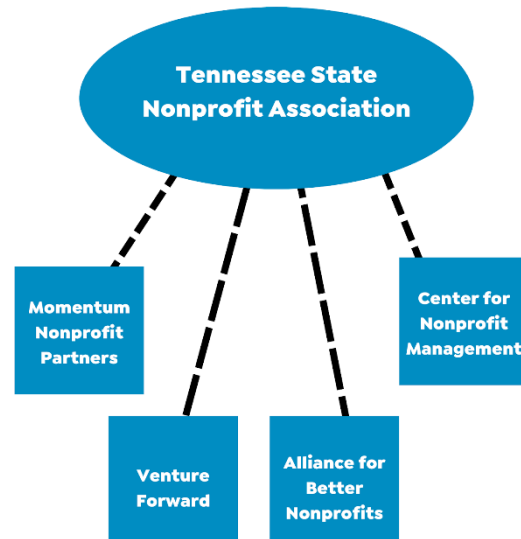 Tennessee State
Nonprofit Association
Momentum
Nonprofit
Partners
Center for
Nonprofit
Management
Venture
Forward
Alliance for
Better
Nonprofits